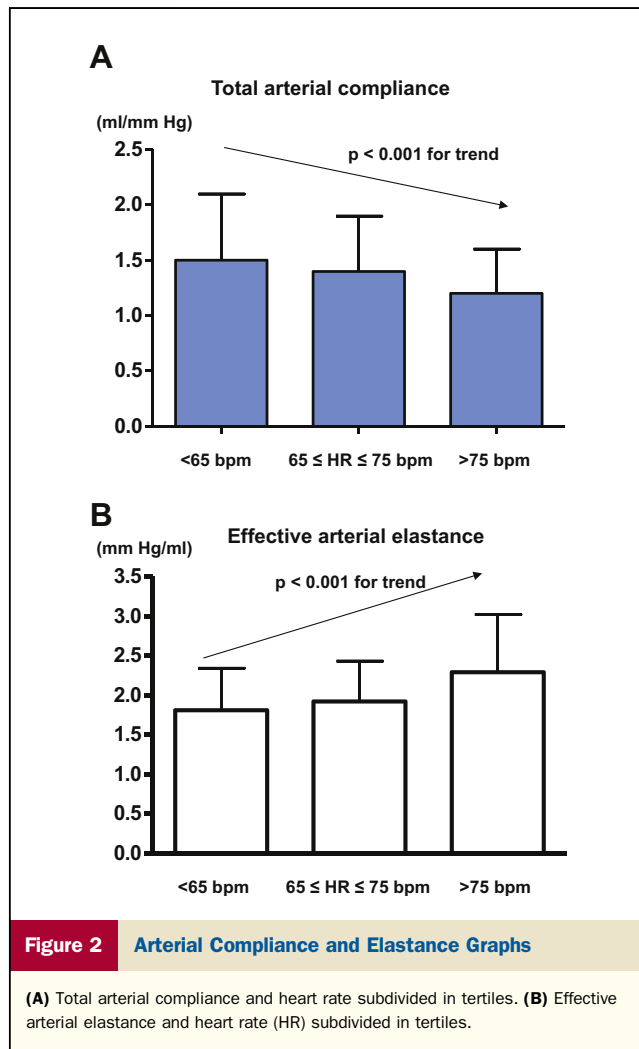 A
Total arterial compliance
(ml/mm Hg)
p < 0.001 for trend
2.5
2.0
1.5
1.0
0.5
0.0
<65 bpm 65 ≤ HR ≤ 75 bpm >75 bpm
B
Effective arterial elastance
(mm Hg/ml)
p < 0.001 for trend
3.5
3.0
2.5
2.0
1.5
1.0
0.5
0.0
<65 bpm 65 ≤ HR ≤ 75 bpm >75 bpm
Figure 2 Arterial Compliance and Elastance Graphs
(A) Total arterial compliance and heart rate subdivided in tertiles. (B) Effective
arterial elastance and heart rate (HR) subdivided in tertiles.